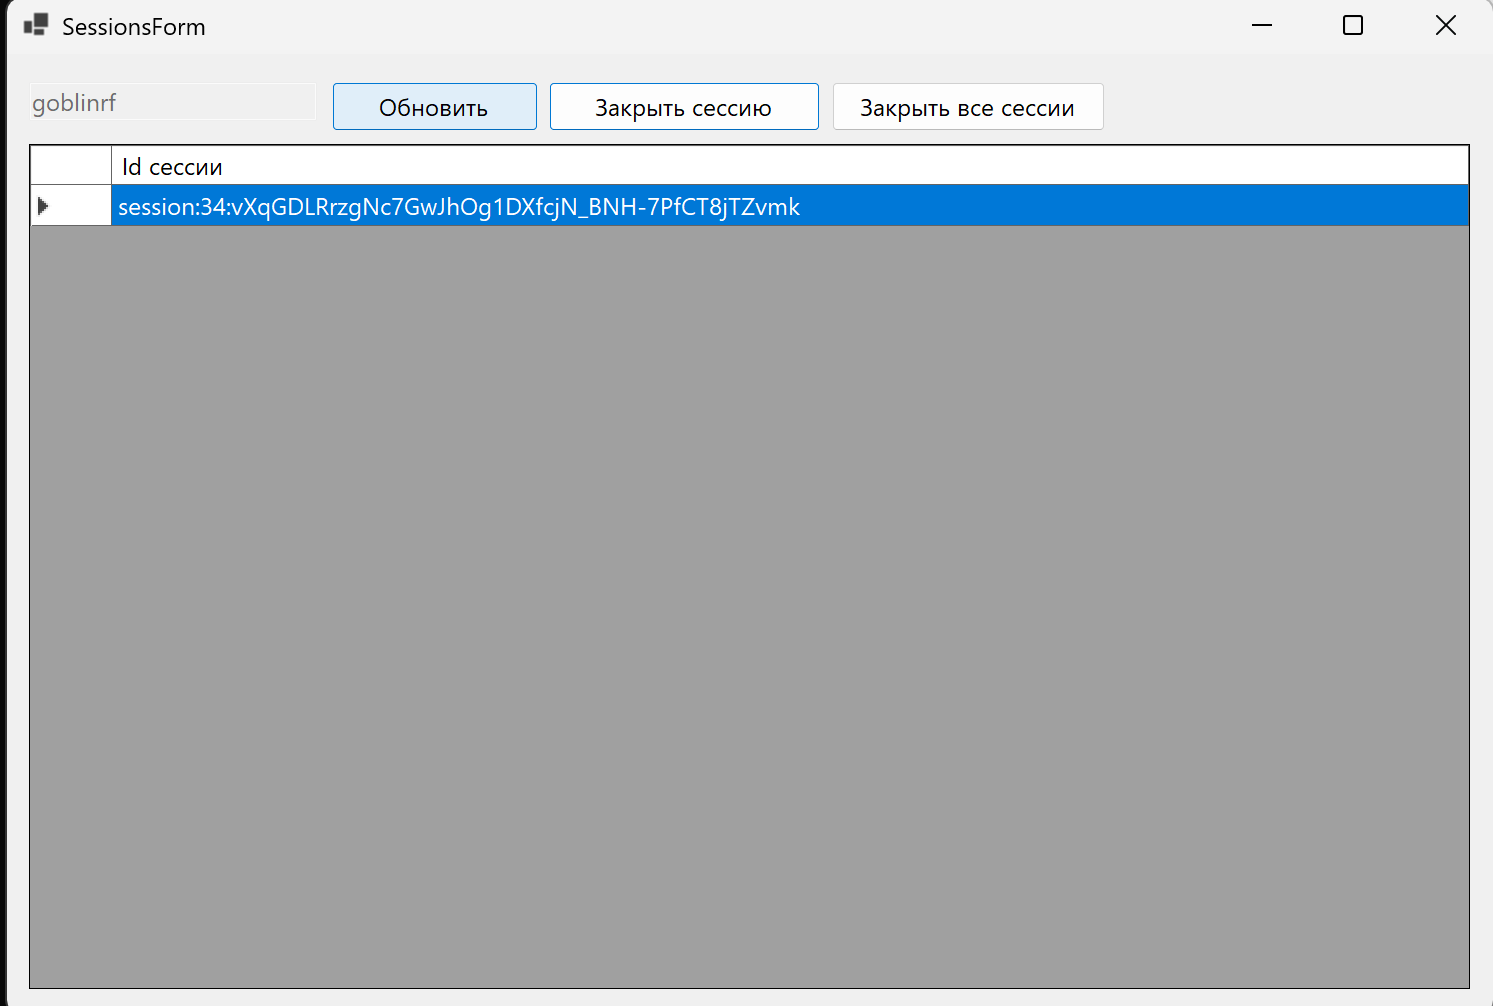 SessionsForm
goblinrf Обновить Закрыть сессию Закрыть все сессии
Id сессии
session:34:vXqGDLRrzgNc7GwJhOg1DXfcjN_BNH-7PfCT8jTZvmk